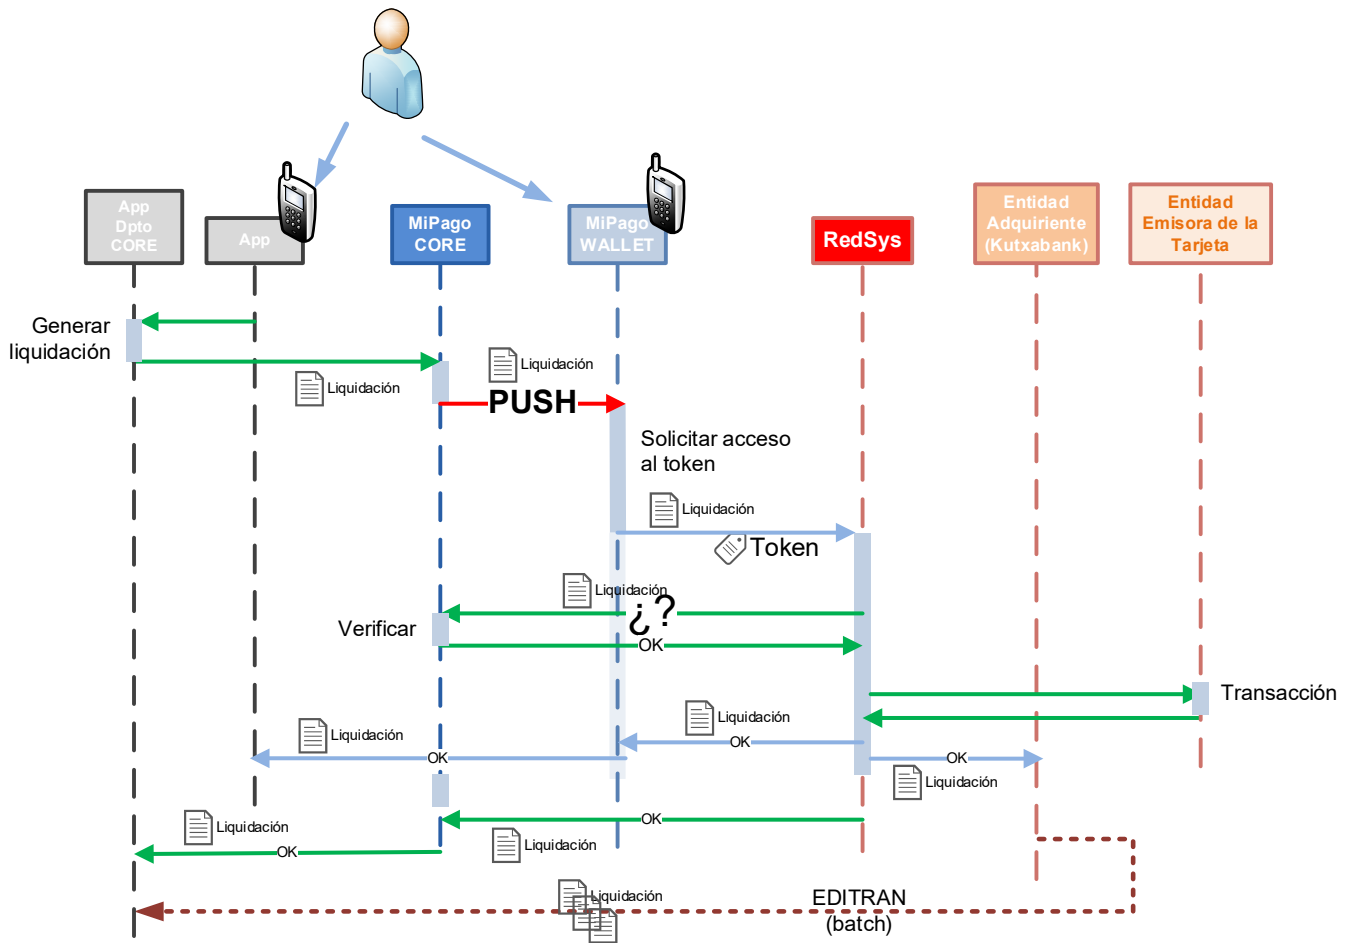 App
Dpto
CORE
App
MiPago
CORE
MiPago
WALLET
RedSys
Entidad
Adquiriente
(Kutxabank)
Entidad
Emisora de la
Tarjeta
Generar
liquidación
Liquidación
Liquidación
PUSH
Solicitar acceso
al token
Liquidación
Token
Liquidación
¿?
Verificar
OK
Transacción
Liquidación
OK
Liquidación
OK
OK
Liquidación
OK
Liquidación
Liquidación
OK
Liquidación
EDITRAN
(batch)